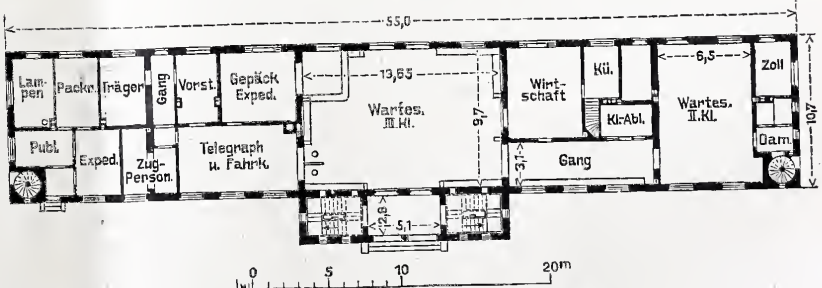 55,0
Lam-
pen
Packr.
Träger
Gang
Vorst.
Gepäck
Exped.
13,65
Wartes.
III.Kl.
9,7
Wirt-
schaft
Kü.
Kl.-Abl.
6,5
Wartes.
II.Kl.
Zoll
10,7
Publ.
Exped.
Zug-
Person.
Telegraph
u. Fahrk.
Gang
3,1
Dam.
2,8
5,1
0 5 10 20m